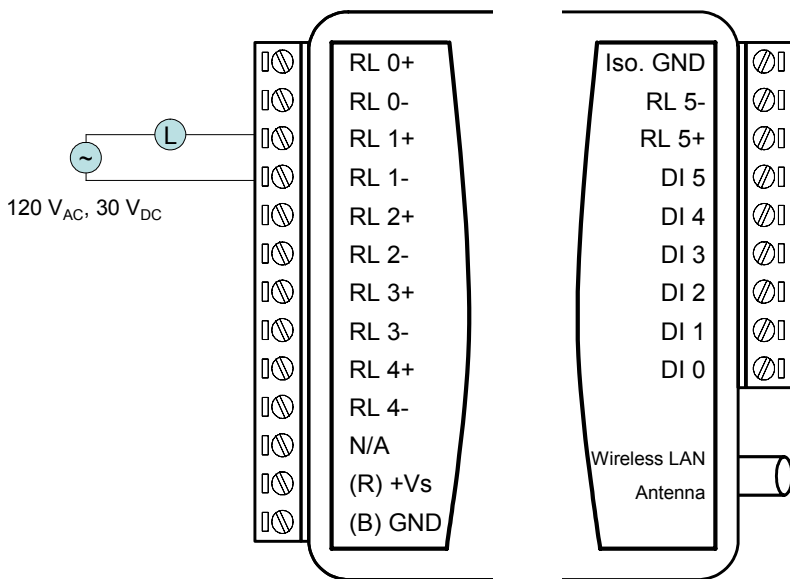 RL 0+
RL 0-
RL 1+
RL 1-
RL 2+
RL 2-
RL 3+
RL 3-
RL 4+
RL 4-
N/A
(R) +Vs
(B) GND
L
~
120 VAC, 30 VDC
Iso. GND
RL 5-
RL 5+
DI 5
DI 4
DI 3
DI 2
DI 1
DI 0
Wireless LAN
Antenna